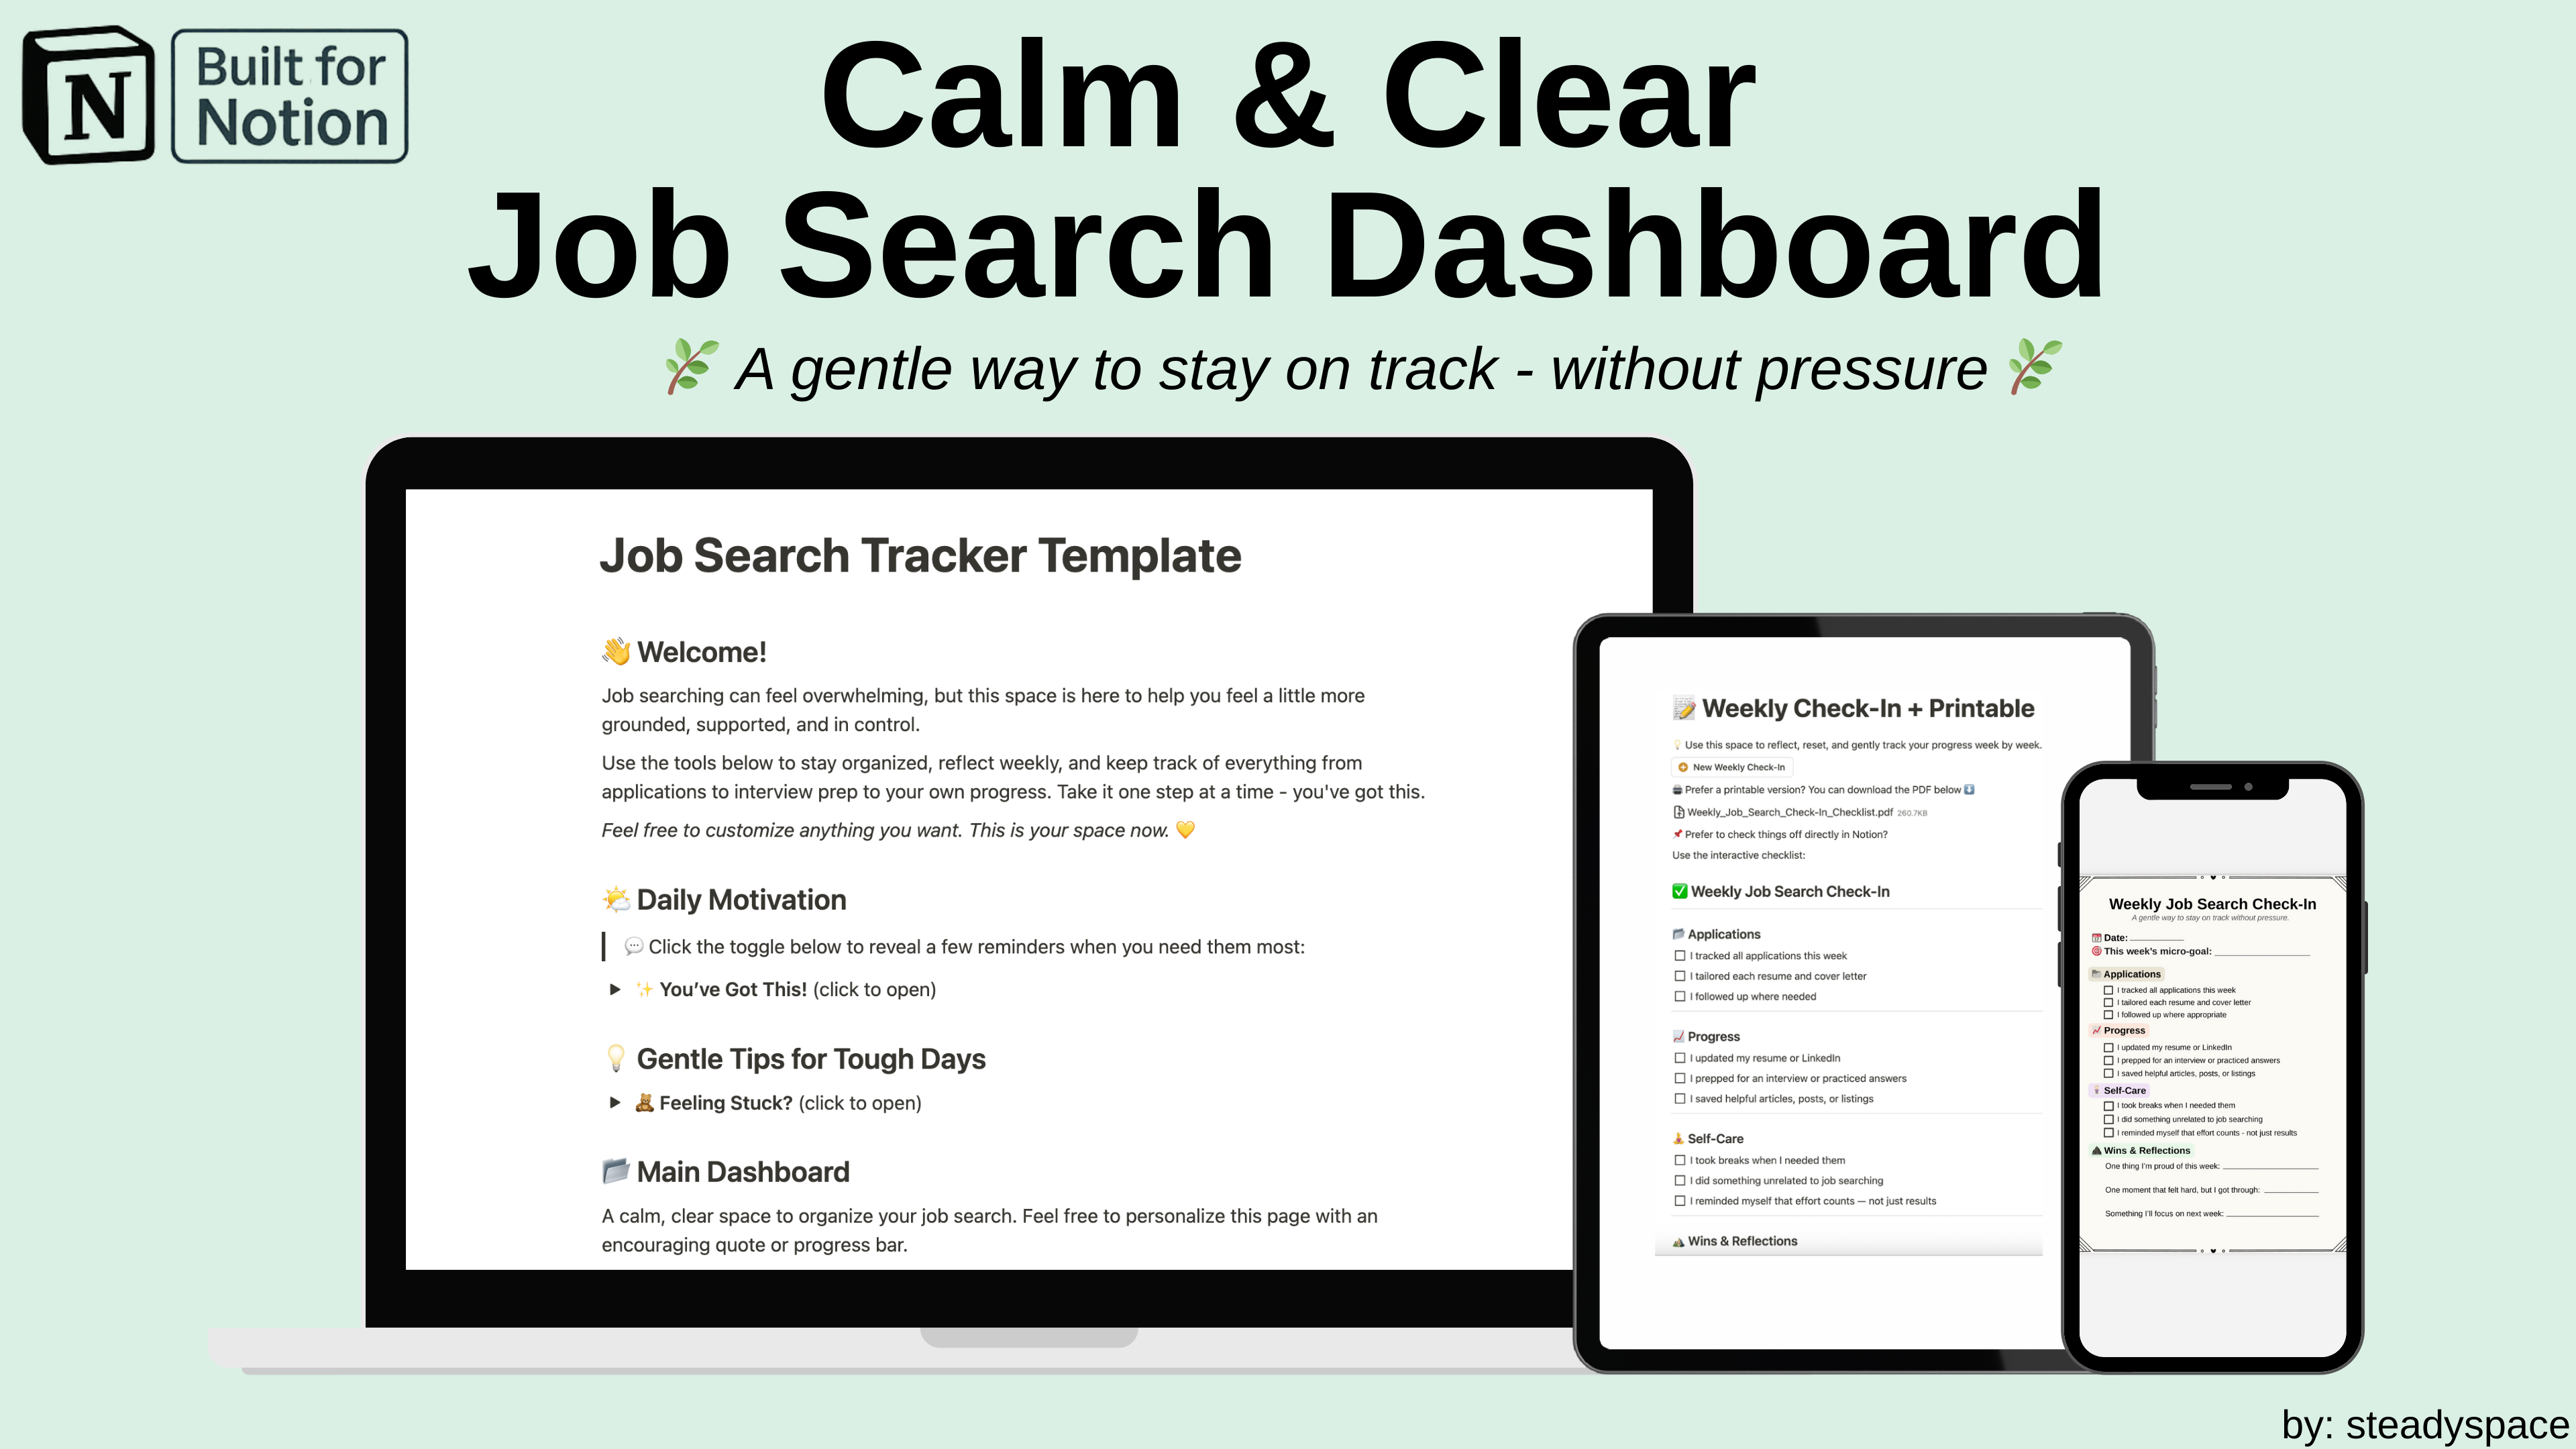 N
Built for
Notion
Calm & Clear
Job Search Dashboard
🌿 A gentle way to stay on track - without pressure 🌿
Job Search Tracker Template
👋 Welcome!
Job searching can feel overwhelming, but this space is here to help you feel a little more
grounded, supported, and in control.
Use the tools below to stay organized, reflect weekly, and keep track of everything from
applications to interview prep to your own progress. Take it one step at a time - you've got this.
Feel free to customize anything you want. This is your space now. 💛
🌤️ Daily Motivation
💬 Click the toggle below to reveal a few reminders when you need them most:
▶ ✨ You’ve Got This! (click to open)
💡 Gentle Tips for Tough Days
▶ 🧸 Feeling Stuck? (click to open)
📂 Main Dashboard
A calm, clear space to organize your job search. Feel free to personalize this page with an
encouraging quote or progress bar.
📝 Weekly Check-In + Printable
💡 Use this space to reflect, reset, and gently track your progress week by week.
New Weekly Check-In
🖨️ Prefer a printable version? You can download the PDF below ⬇️
Weekly_Job_Search_Check-In_Checklist.pdf 260.7KB
📌 Prefer to check things off directly in Notion?
Use the interactive checklist:
✅ Weekly Job Search Check-In
📂 Applications
☐ I tracked all applications this week
☐ I tailored each resume and cover letter
☐ I followed up where needed
📈 Progress
☐ I updated my resume or LinkedIn
☐ I prepped for an interview or practiced answers
☐ I saved helpful articles, posts, or listings
🧘 Self-Care
☐ I took breaks when I needed them
☐ I did something unrelated to job searching
☐ I reminded myself that effort counts — not just results
🏕️ Wins & Reflections
Weekly Job Search Check-In
A gentle way to stay on track without pressure.
📅 Date: ________
🎯 This week’s micro-goal: ________
Applications
☐ I tracked all applications this week
☐ I tailored each resume and cover letter
☐ I followed up where appropriate
📈 Progress
☐ I updated my resume or LinkedIn
☐ I prepped for an interview or practiced answers
☐ I saved helpful articles, posts, or listings
Self-Care
☐ I took breaks when I needed them
☐ I did something unrelated to job searching
☐ I reminded myself that effort counts - not just results
Wins & Reflections
One thing I’m proud of this week: ________
One moment that felt hard, but I got through: ________
Something I’ll focus on next week: ________
by: steadyspace